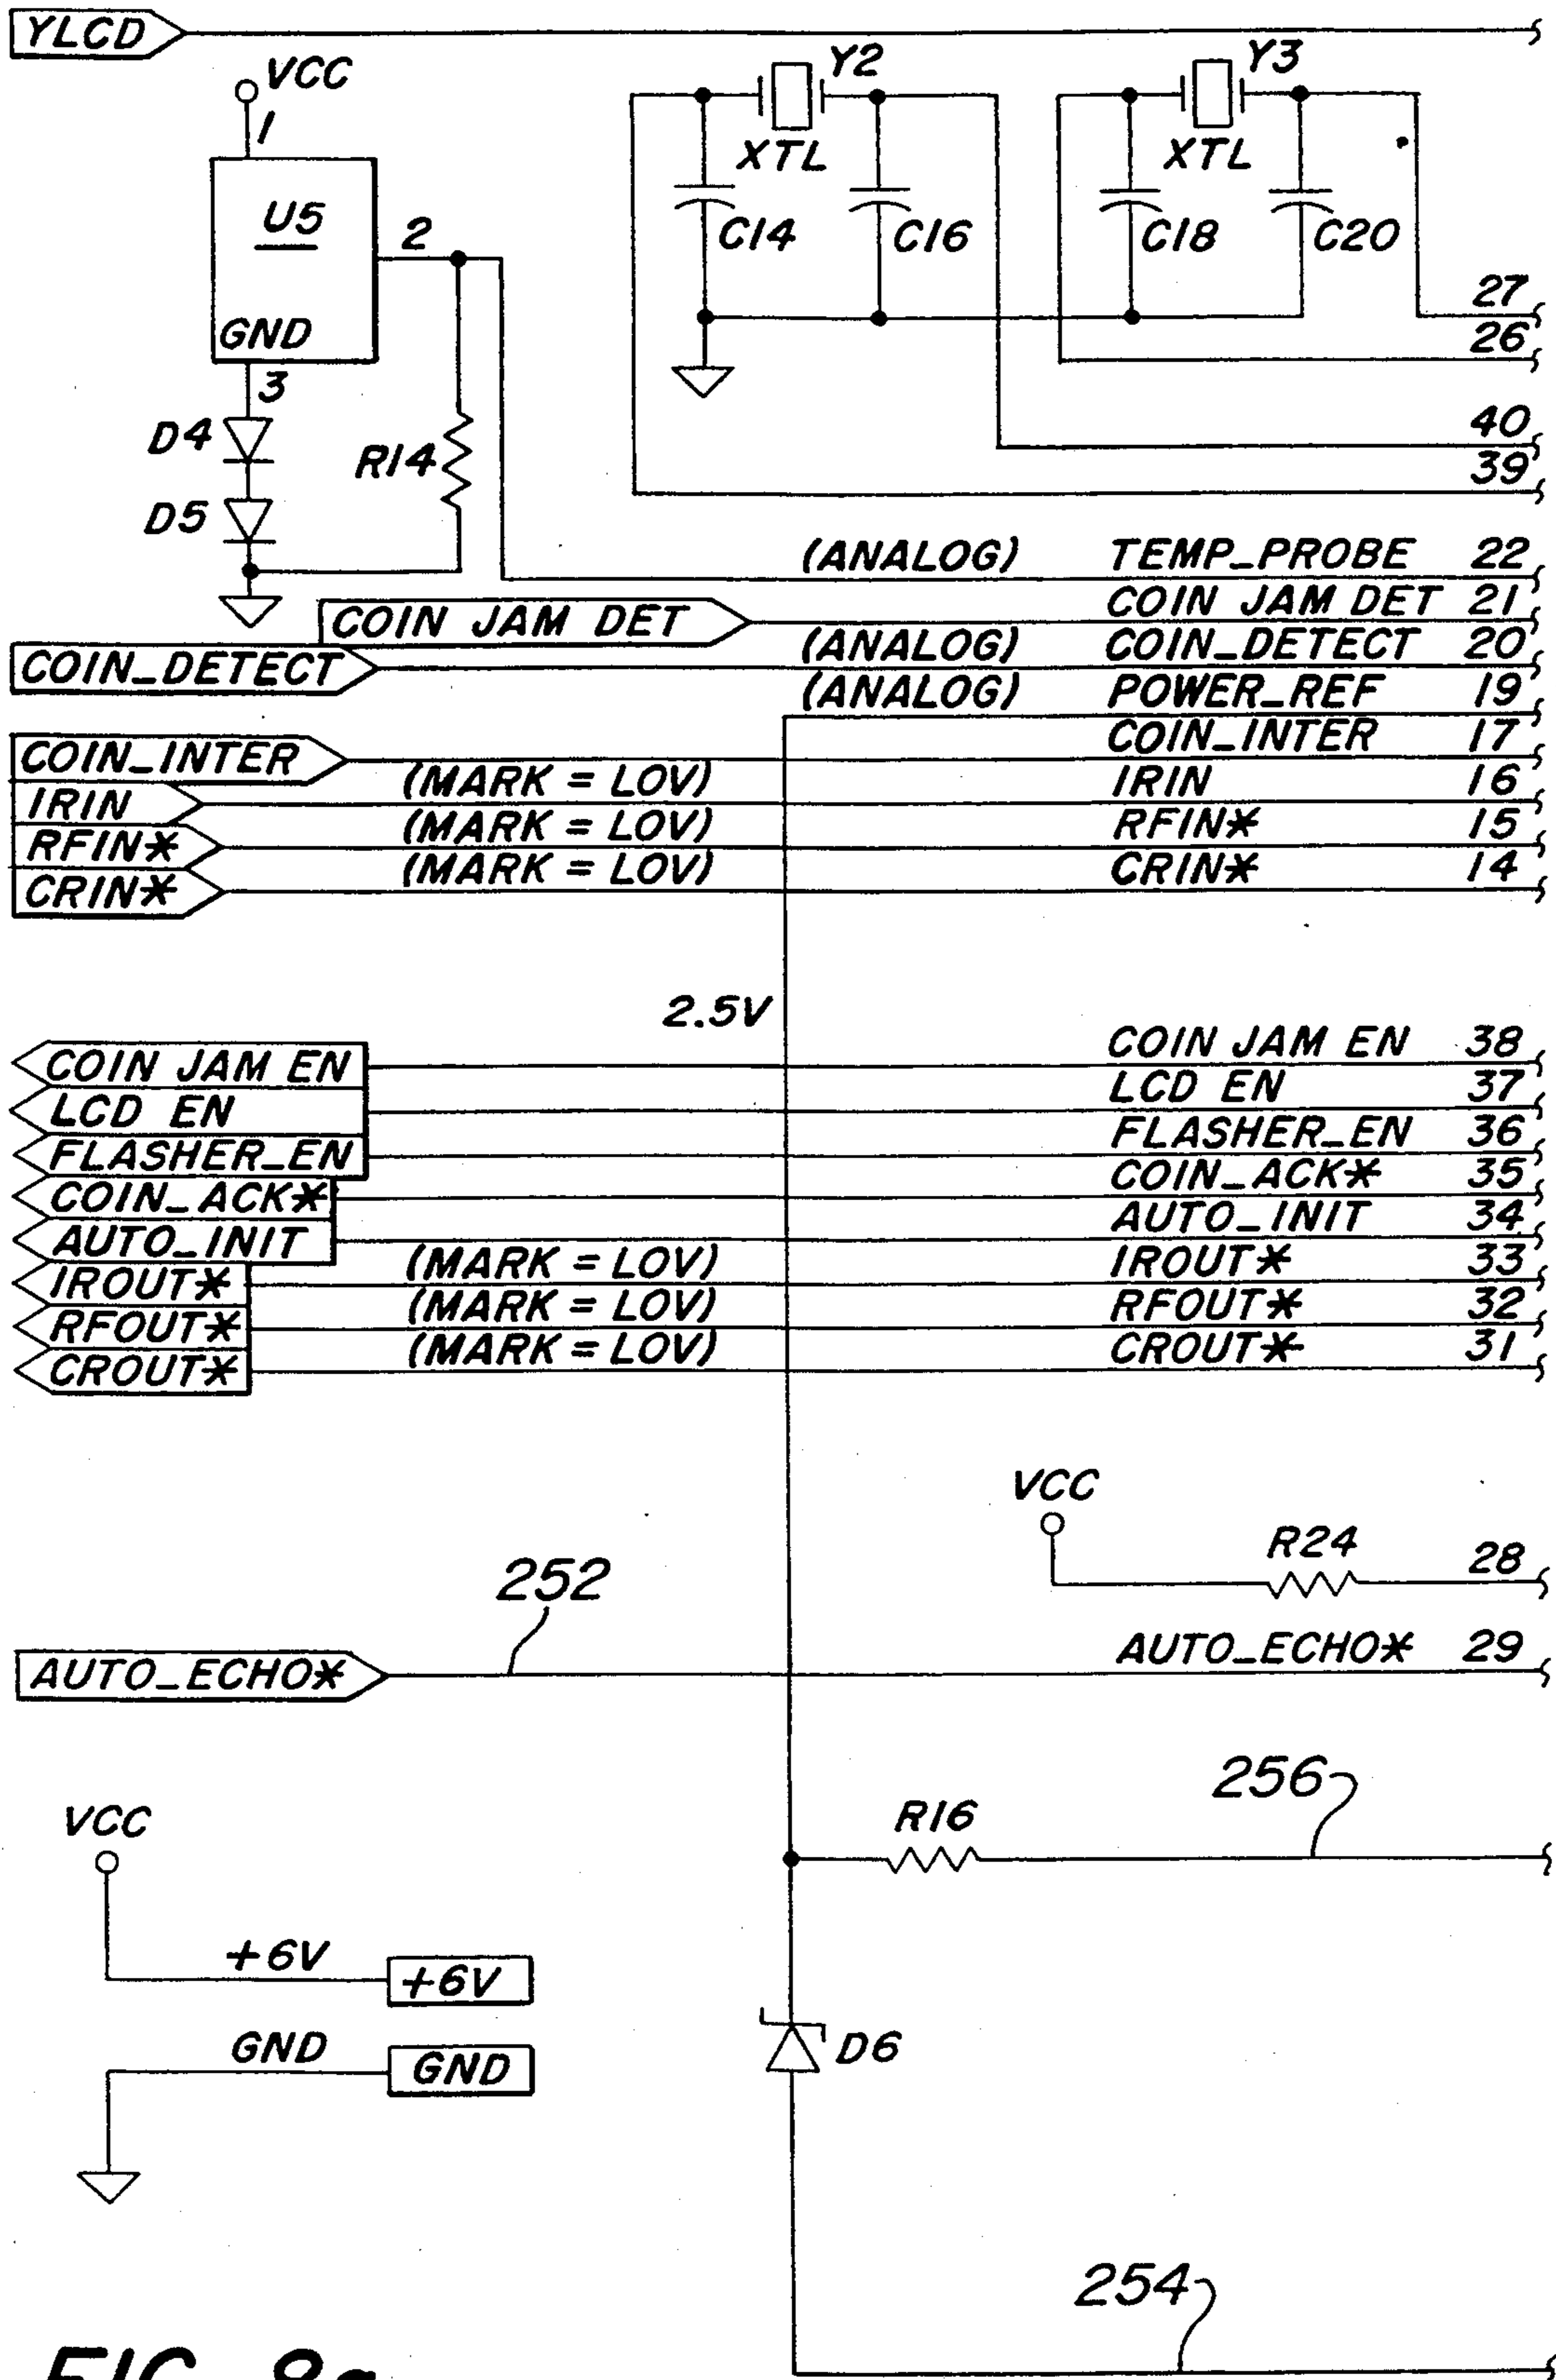 YLCD
VCC
1
U5
2
GND
3
D4
D5
R14
Y2
XTL
C14
C16
Y3
XTL
C18
C20
27
26
40
39
(ANALOG) TEMP_PROBE 22
COIN JAM DET COIN JAM DET 21
COIN_DETECT (ANALOG) COIN_DETECT 20
(ANALOG) POWER_REF 19
COIN_INTER COIN_INTER 17
IRIN (MARK = LOV) IRIN 16
RFIN* (MARK = LOV) RFIN* 15
CRIN* (MARK = LOV) CRIN* 14
2.5V
COIN JAM EN COIN JAM EN 38
LCD EN LCD EN 37
FLASHER_EN FLASHER_EN 36
COIN_ACK* COIN_ACK* 35
AUTO_INIT AUTO_INIT 34
IROUT* (MARK = LOV) IROUT* 33
RFOUT* (MARK = LOV) RFOUT* 32
CROUT* (MARK = LOV) CROUT* 31
VCC
R24 28
252
AUTO_ECHO* AUTO_ECHO* 29
256
R16
VCC
+6V +6V
GND GND
D6
254
FIG. 8a